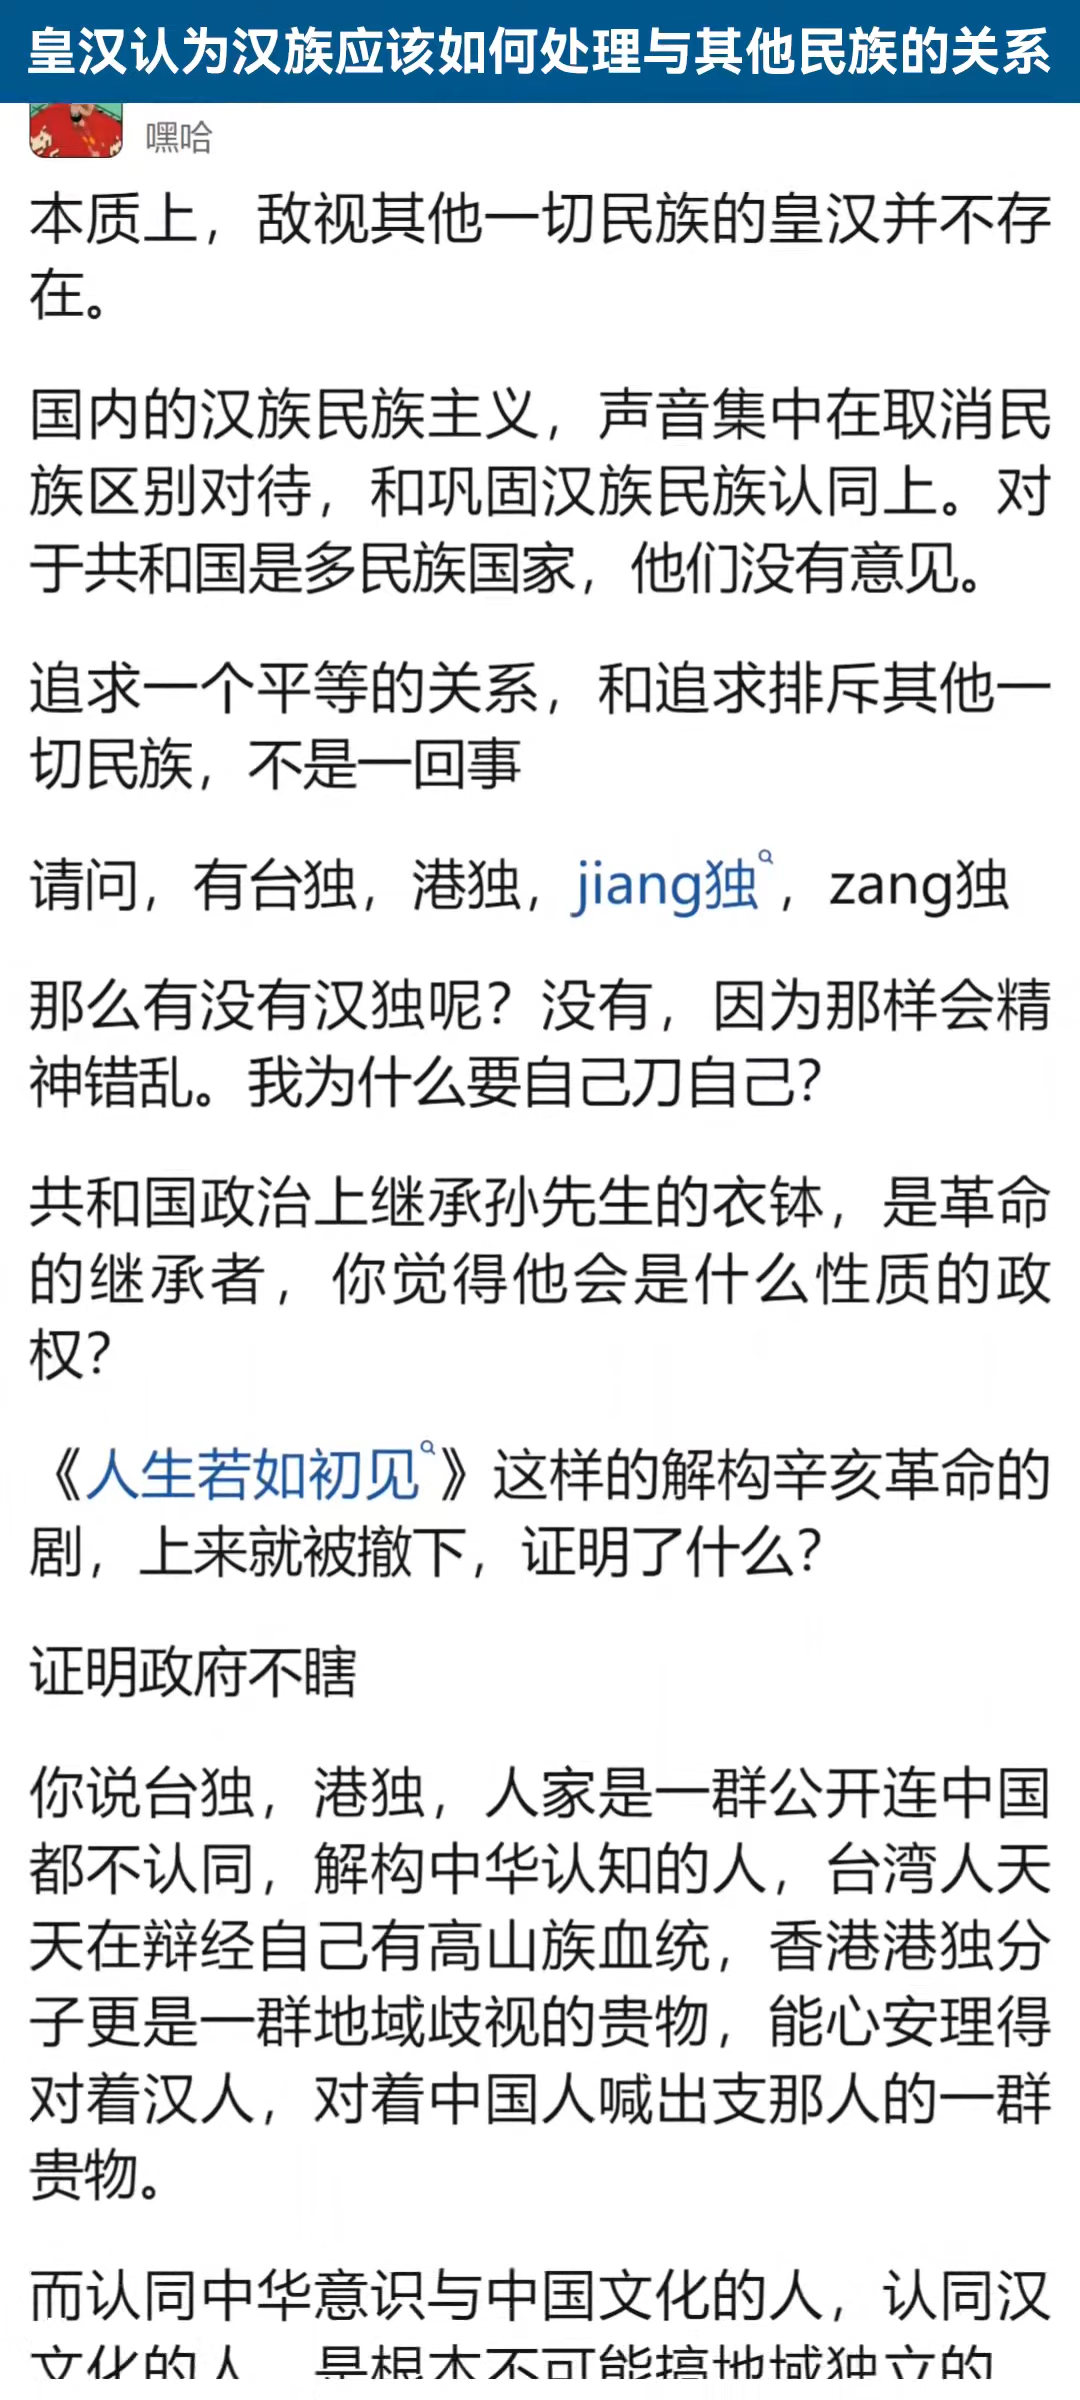 皇汉认为汉族应该如何处理与其他民族的关系
嘿哈
本质上，敌视其他一切民族的皇汉并不存
在。
国内的汉族民族主义，声音集中在取消民
族区别对待，和巩固汉族民族认同上。对
于共和国是多民族国家，他们没有意见。
追求一个平等的关系，和追求排斥其他一
切民族，不是一回事
请问，有台独，港独，jiang独，zang独
那么有没有汉独呢？没有，因为那样会精
神错乱。我为什么要自己刀自己？
共和国政治上继承孙先生的衣钵，是革命
的继承者，你觉得他会是什么性质的政
权？
《人生若如初见》这样的解构辛亥革命的
剧，上来就被撤下，证明了什么？
证明政府不瞎
你说台独，港独，人家是一群公开连中国
都不认同，解构中华认知的人，台湾人天
天在辩经自己有高山族血统，香港港独分
子更是一群地域歧视的贵物，能心安理得
对着汉人，对着中国人喊出支那人的一群
贵物。
而认同中华意识与中国文化的人，认同汉
文化的人，是根本不可能搞地域独立的